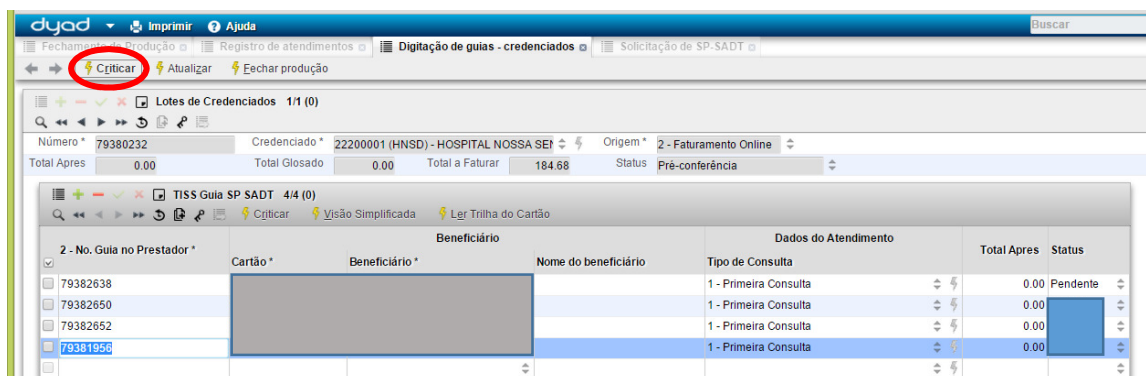 dyad Imprimir Ajuda Buscar
Fechamento de Produção Registro de atendimentos Digitação de guias - credenciados Solicitação de SP-SADT
Criticar Atualizar Fechar produção
Lotes de Credenciados 1/1 (0)
Número * 79380232 Credenciado * 22200001 (HNSD) - HOSPITAL NOSSA SEN Origem * 2 - Faturamento Online
Total Apres 0.00 Total Glosado 0.00 Total a Faturar 184.68 Status Pré-conferência
TISS Guia SP SADT 4/4 (0)
Criticar Visão Simplificada Ler Trilha do Cartão
Beneficiário Dados do Atendimento
2 - No. Guia no Prestador * Total Apres Status
Cartão * Beneficiário * Nome do beneficiário Tipo de Consulta
79382638 1 - Primeira Consulta 0.00 Pendente
79382650 1 - Primeira Consulta 0.00
79382652 1 - Primeira Consulta 0.00
79381956 1 - Primeira Consulta 0.00